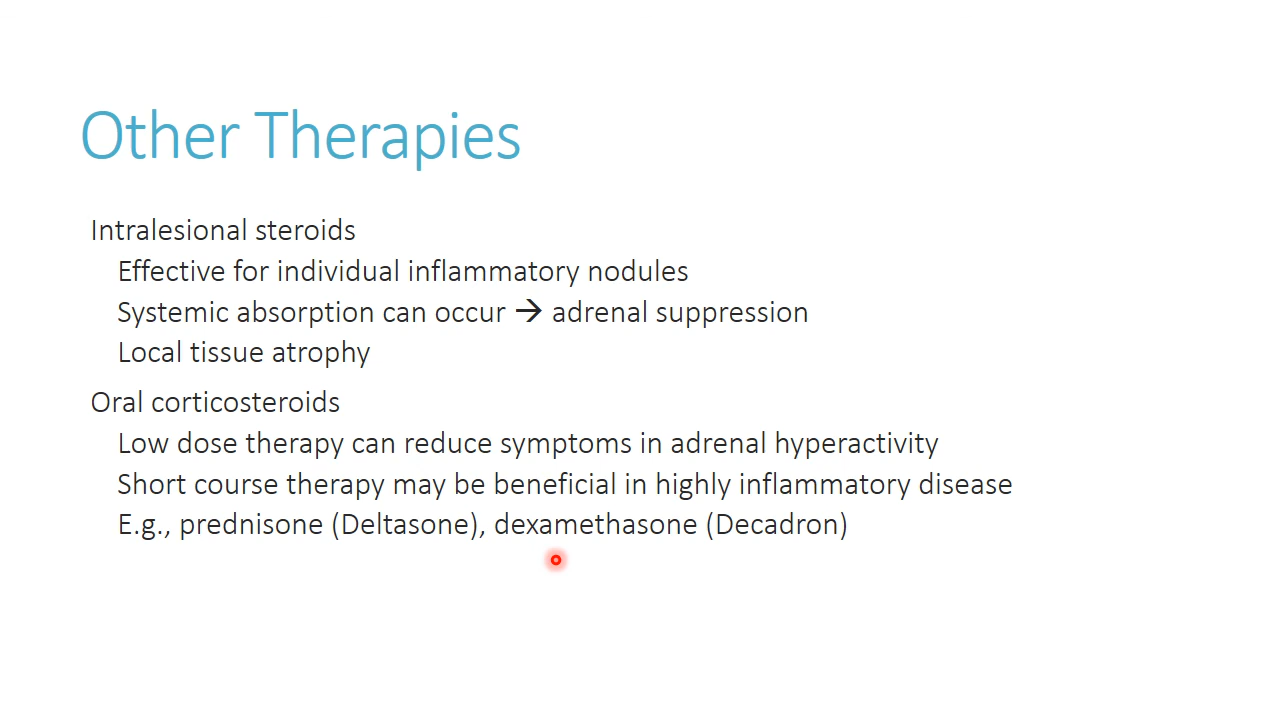 Other Therapies
Intralesional steroids
Effective for individual inflammatory nodules
Systemic absorption can occur → adrenal suppression
Local tissue atrophy
Oral corticosteroids
Low dose therapy can reduce symptoms in adrenal hyperactivity
Short course therapy may be beneficial in highly inflammatory disease
E.g., prednisone (Deltasone), dexamethasone (Decadron)